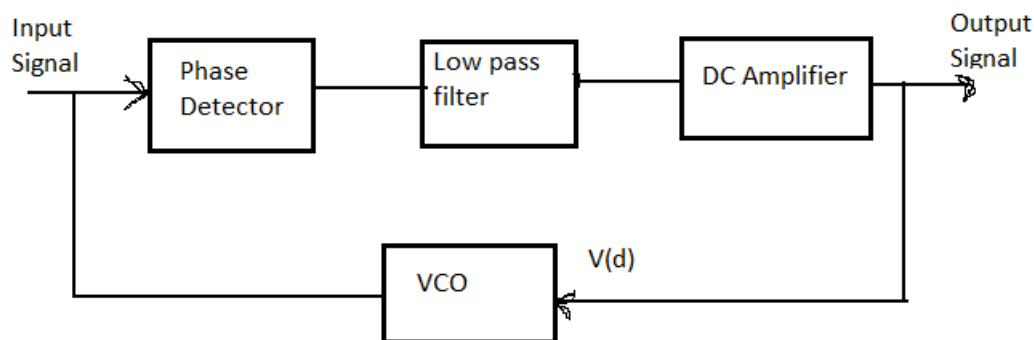 Input
Signal
Phase
Detector
Low pass
filter
DC Amplifier
Output
Signal
VCO
V(d)